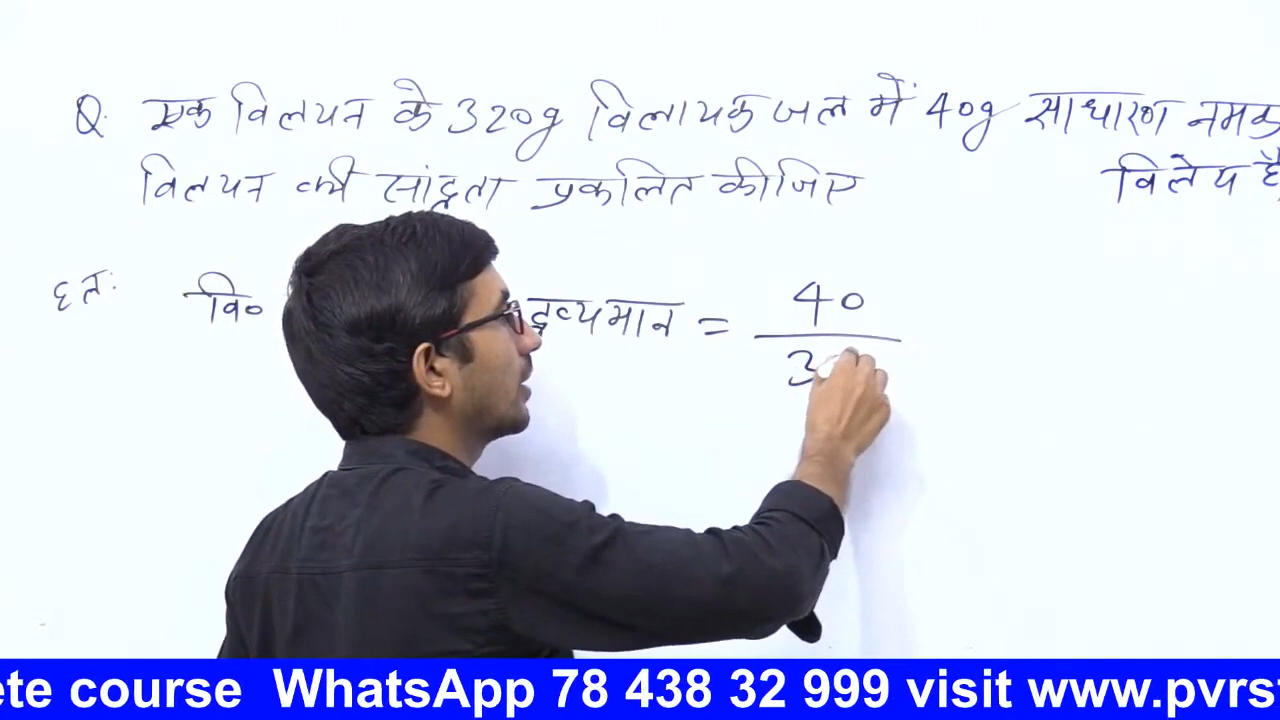 Q. एक विलयन के 320g विलायक जल में 40g साधारण नमक
विलेय है
विलयन की सांद्रता प्रकलित कीजिए
हल: वि० द्रव्यमान = 40
3
ete course WhatsApp 78 438 32 999 visit www.pvrs